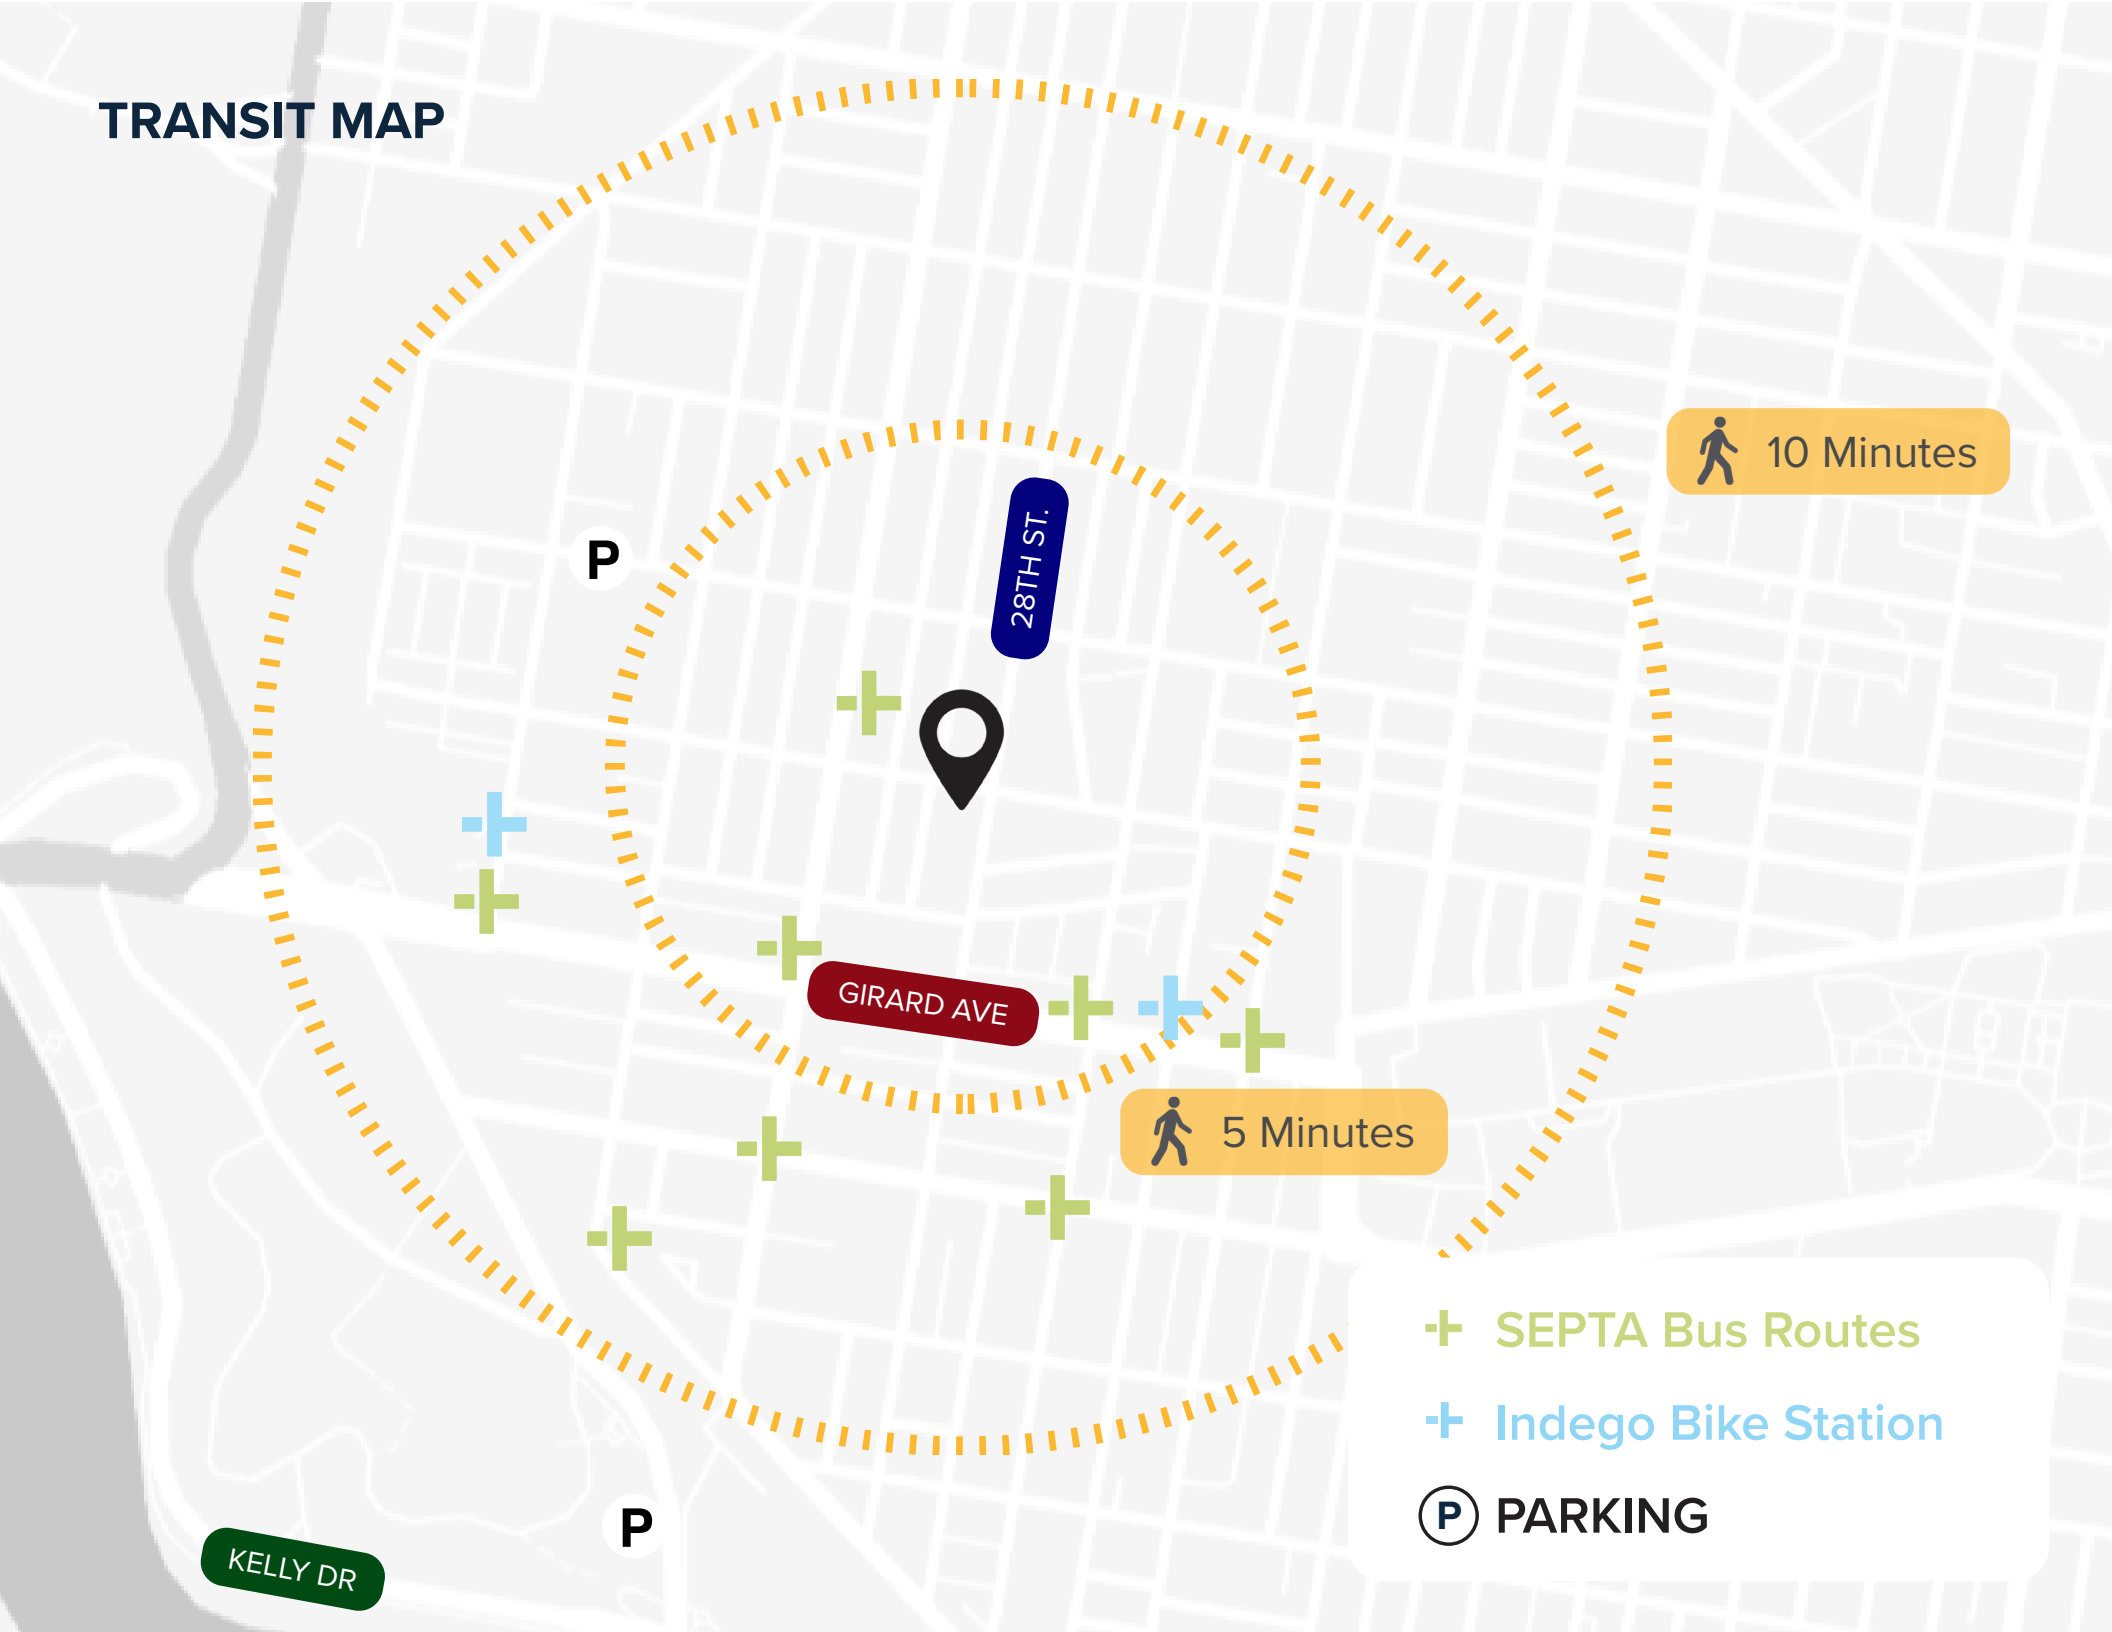 TRANSIT MAP
10 Minutes
28TH ST.
P
GIRARD AVE
5 Minutes
SEPTA Bus Routes
Indego Bike Station
P PARKING
P
KELLY DR